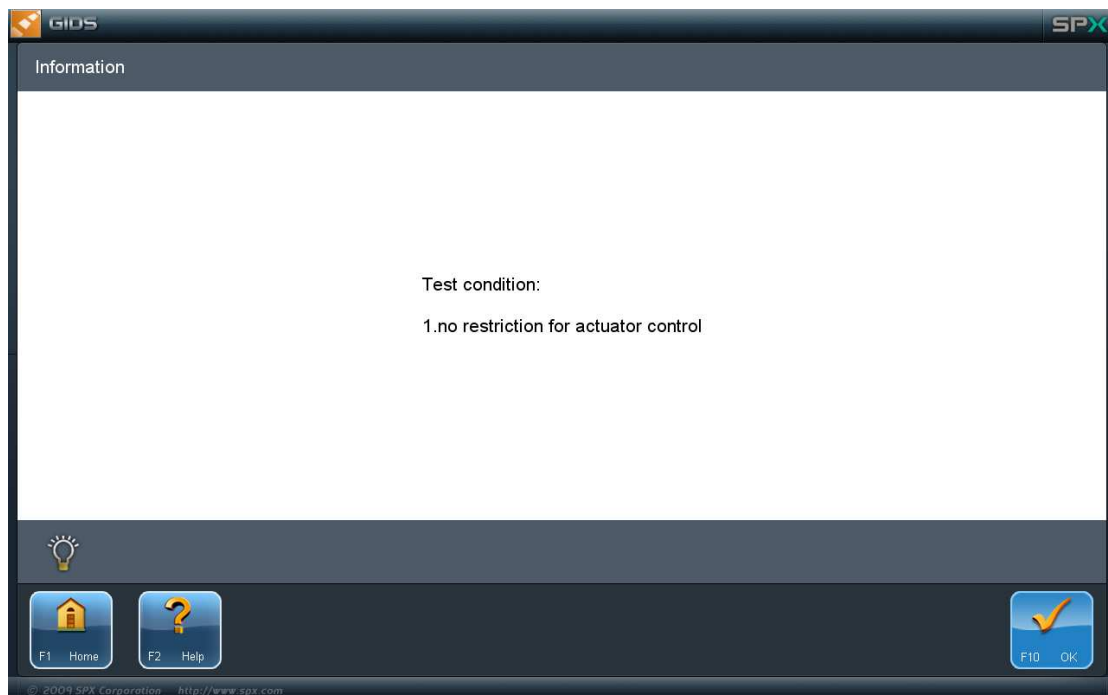 GIDS
SPX
Information
Test condition:
1.no restriction for actuator control
F1 Home
F2 Help
F10 OK
© 2009 SPX Corporation http://www.spx.com